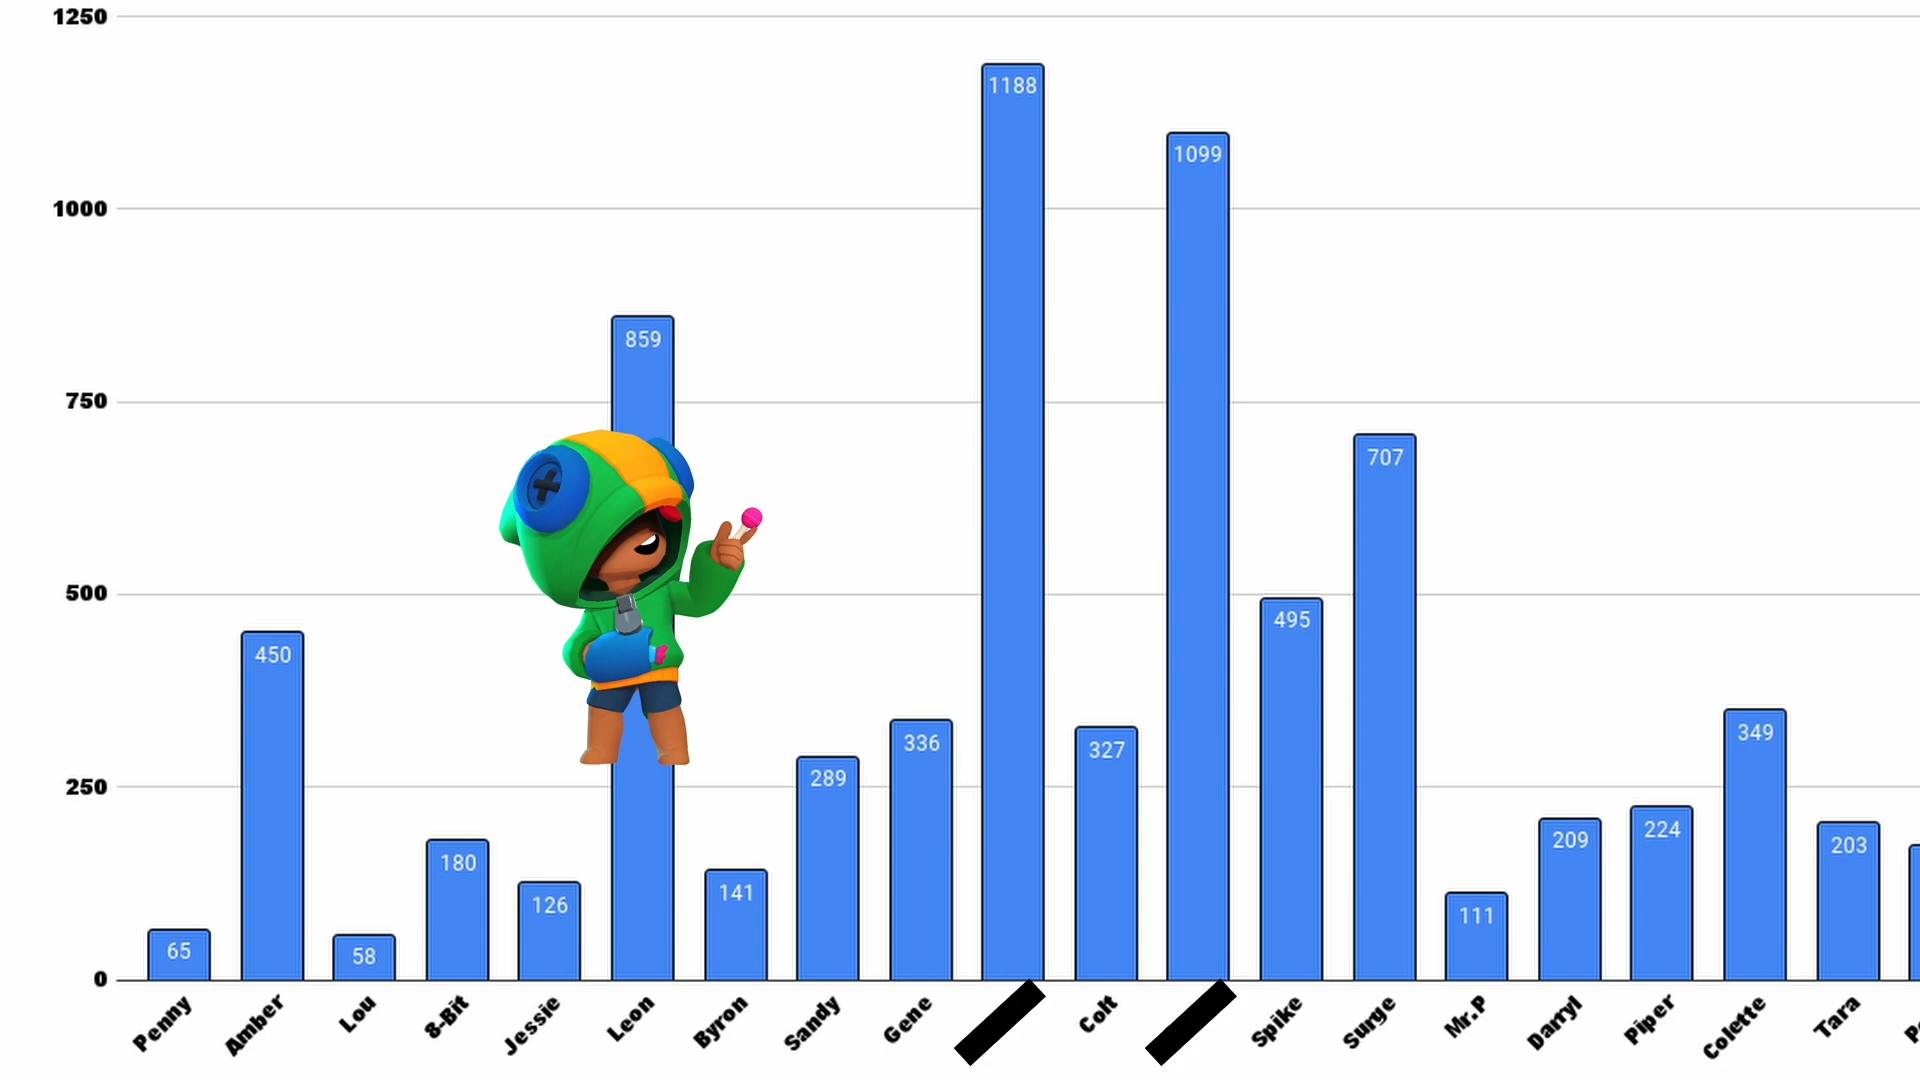 1250
1000
750
500
250
0
65
450
58
180
126
859
141
289
336
1188
327
1099
495
707
111
209
224
349
203
Penny
Amber
Lou
8-Bit
Jessie
Leon
Byron
Sandy
Gene
Colt
Spike
Surge
Mr.P
Darryl
Piper
Colette
Tara